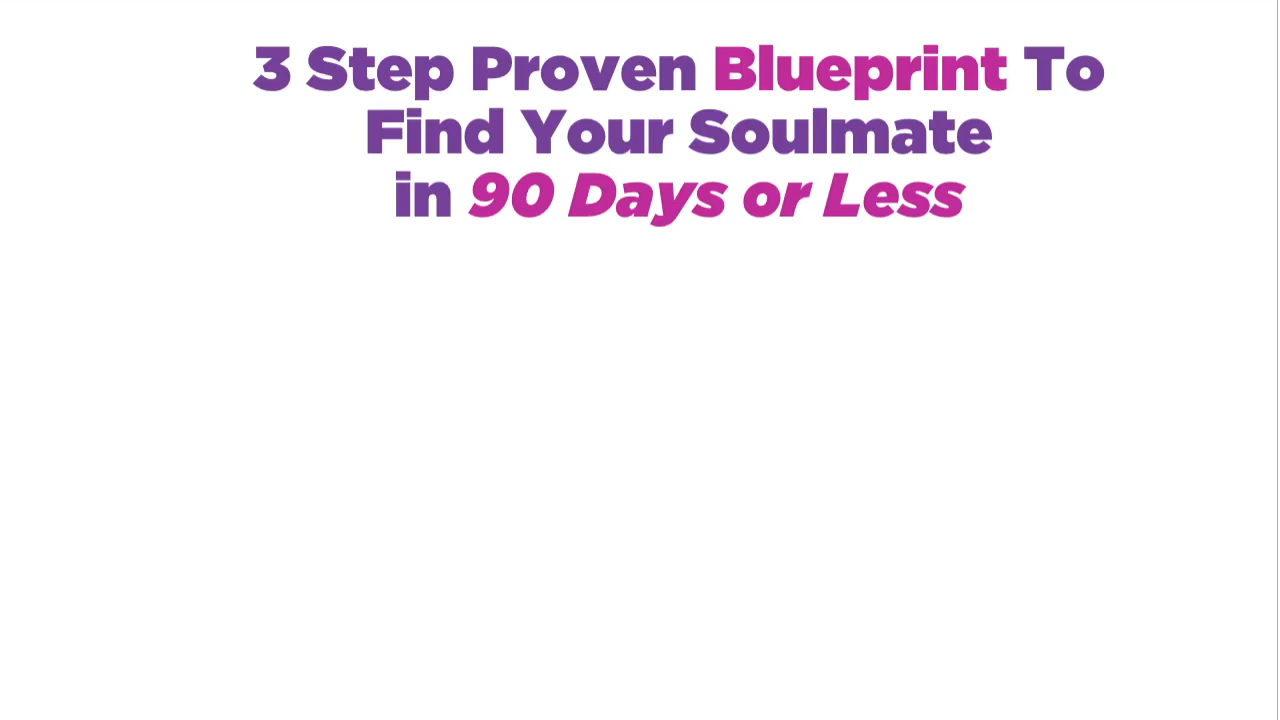 3 Step Proven Blueprint To
Find Your Soulmate
in 90 Days or Less